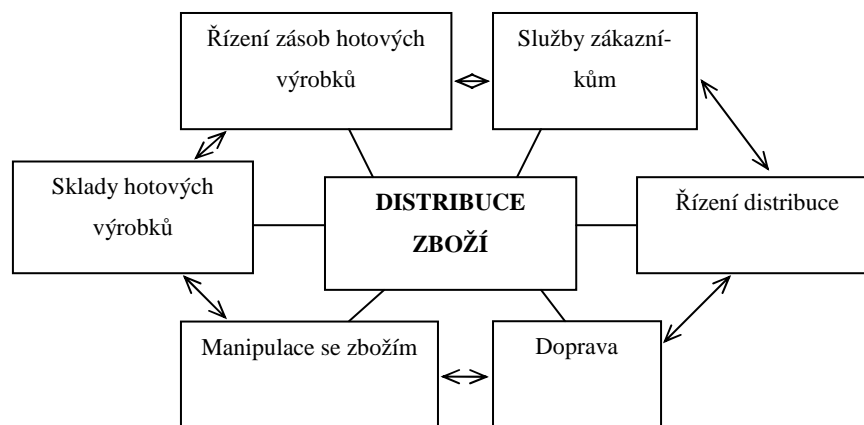 Řízení zásob hotových
výrobků
Služby zákazní-
kům
Sklady hotových
výrobků
DISTRIBUCE
ZBOŽÍ
Řízení distribuce
Manipulace se zbožím
Doprava